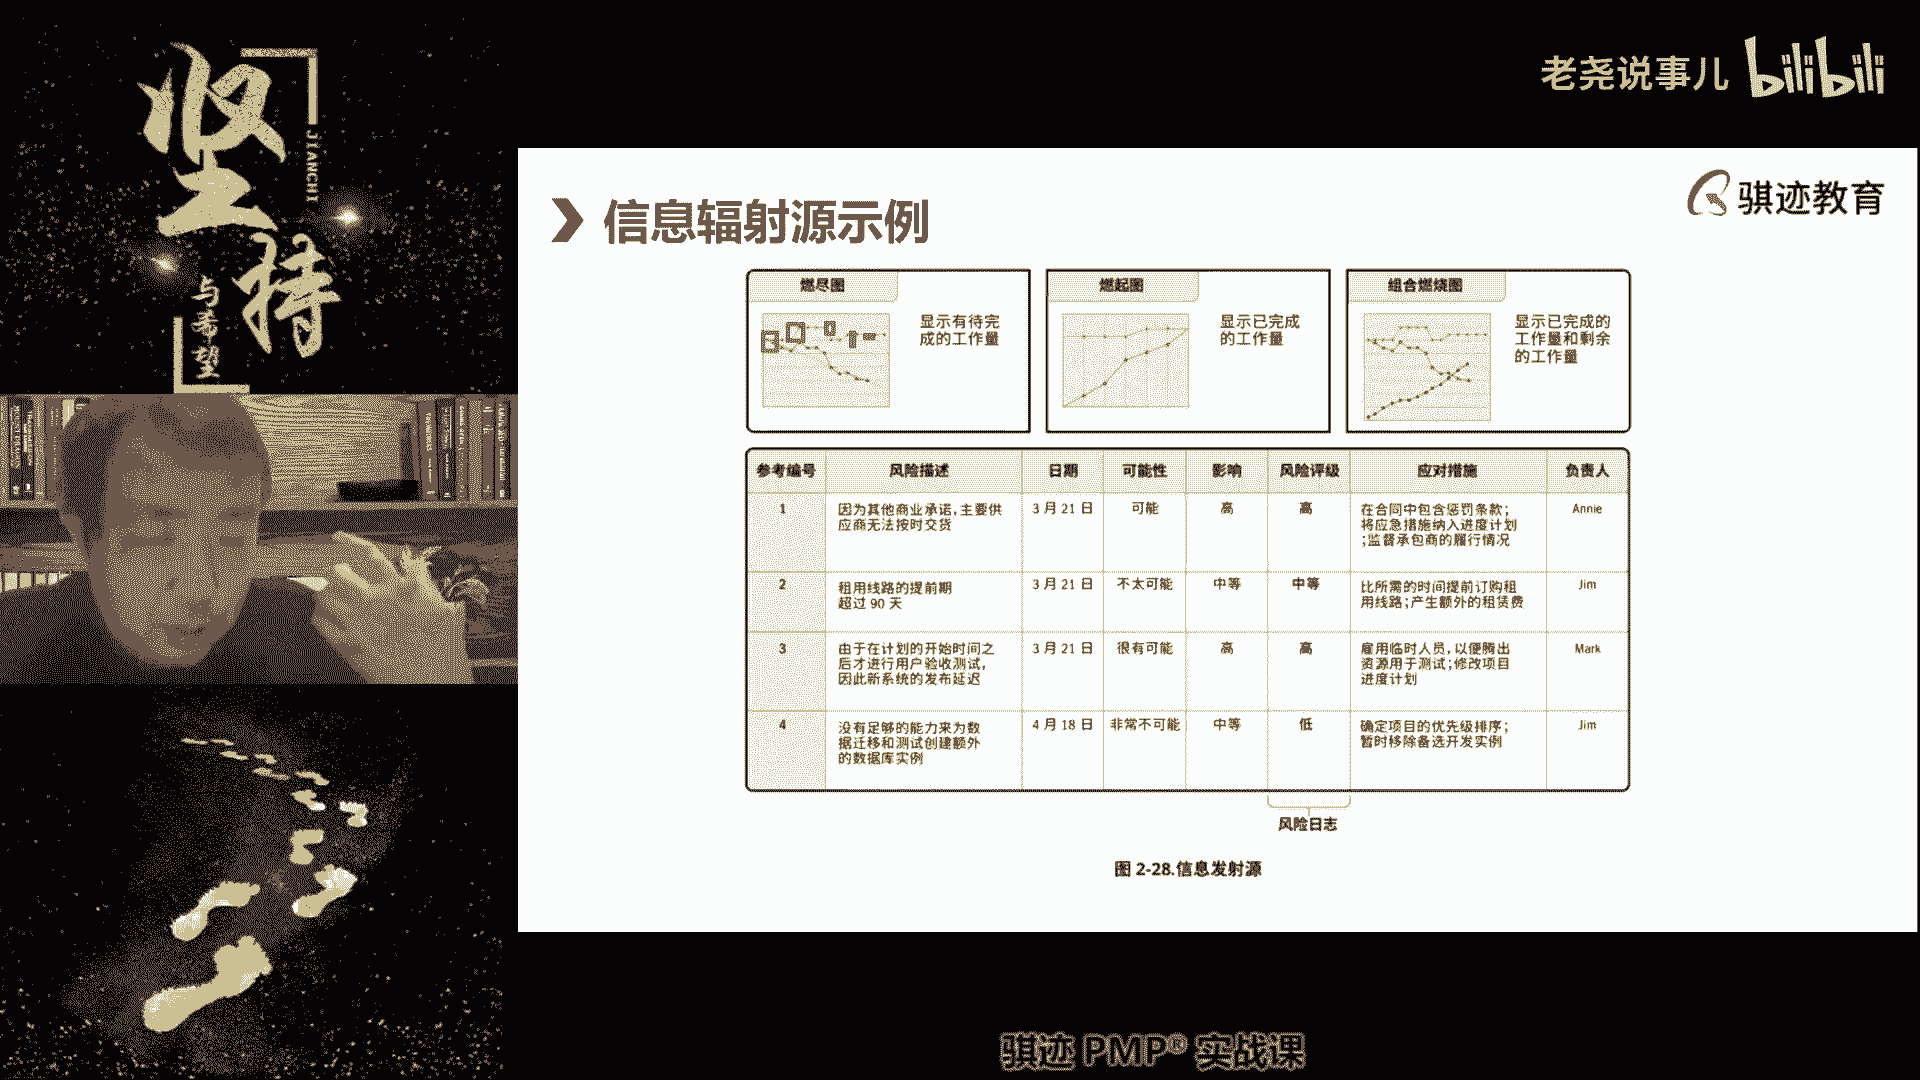 坚持
JIANCHI
与希望
老尧说事儿 bilibili
骐迹教育
信息辐射源示例
燃尽图
显示有待完
成的工作量
燃起图
显示已完成
的工作量
组合燃烧图
显示已完成的
工作量和剩余
的工作量
参考编号 风险描述 日期 可能性 影响 风险评级 应对措施 负责人
1 因为其他商业承诺,主要供 3 月 21 日 可能 高 高 在合同中包含惩罚条款; Annie
应商无法按时交货 将应急措施纳入进度计划
;监督承包商的履行情况
2 租用线路的提前期 3 月 21 日 不太可能 中等 中等 比所需的时间提前订购租 Jim
超过 90 天 用线路;产生额外的租赁费
3 由于在计划的开始时间之 3 月 21 日 很有可能 高 高 雇用临时人员,以便腾出 Mark
后才进行用户验收测试, 资源用于测试;修改项目
因此新系统的发布延迟 进度计划
4 没有足够的能力来为数 4 月 18 日 非常不可能 中等 低 确定项目的优先级排序; Jim
据迁移和测试创建额外 暂时移除备选开发实例
的数据库实例
风险日志
图 2-28.信息发射源
骐迹 PMP® 实战课